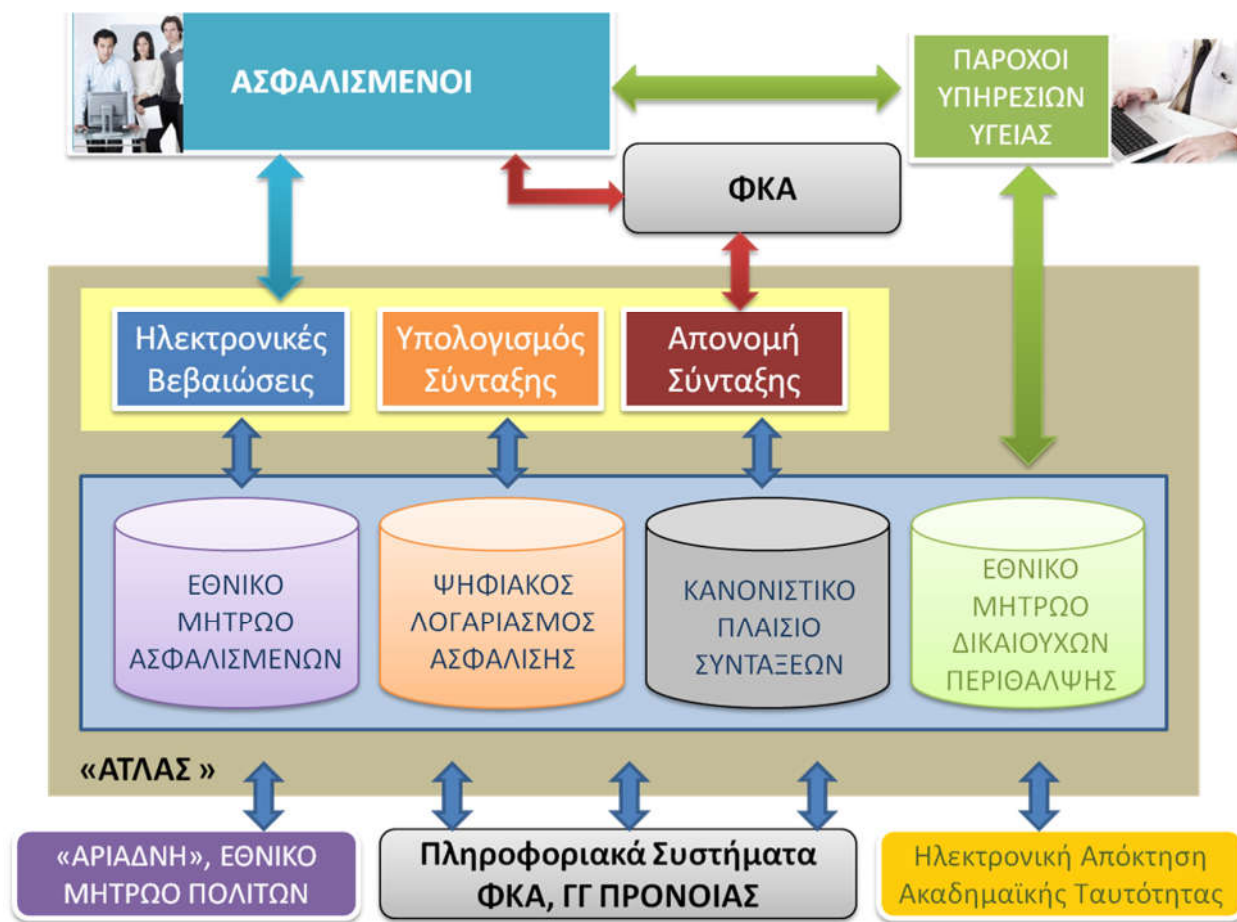 ΑΣΦΑΛΙΣΜΕΝΟΙ
ΠΑΡΟΧΟΙ
ΥΠΗΡΕΣΙΩΝ
ΥΓΕΙΑΣ
ΦΚΑ
Ηλεκτρονικές
Βεβαιώσεις
Υπολογισμός
Σύνταξης
Απονομή
Σύνταξης
ΕΘΝΙΚΟ
ΜΗΤΡΩΟ
ΑΣΦΑΛΙΣΜΕΝΩΝ
ΨΗΦΙΑΚΟΣ
ΛΟΓΑΡΙΑΣΜΟΣ
ΑΣΦΑΛΙΣΗΣ
ΚΑΝΟΝΙΣΤΙΚΟ
ΠΛΑΙΣΙΟ
ΣΥΝΤΑΞΕΩΝ
ΕΘΝΙΚΟ
ΜΗΤΡΩΟ
ΔΙΚΑΙΟΥΧΩΝ
ΠΕΡΙΘΑΛΨΗΣ
«ΑΤΛΑΣ »
«ΑΡΙΑΔΝΗ», ΕΘΝΙΚΟ
ΜΗΤΡΩΟ ΠΟΛΙΤΩΝ
Πληροφοριακά Συστήματα
ΦΚΑ, ΓΓ ΠΡΟΝΟΙΑΣ
Ηλεκτρονική Απόκτηση
Ακαδημαϊκής Ταυτότητας